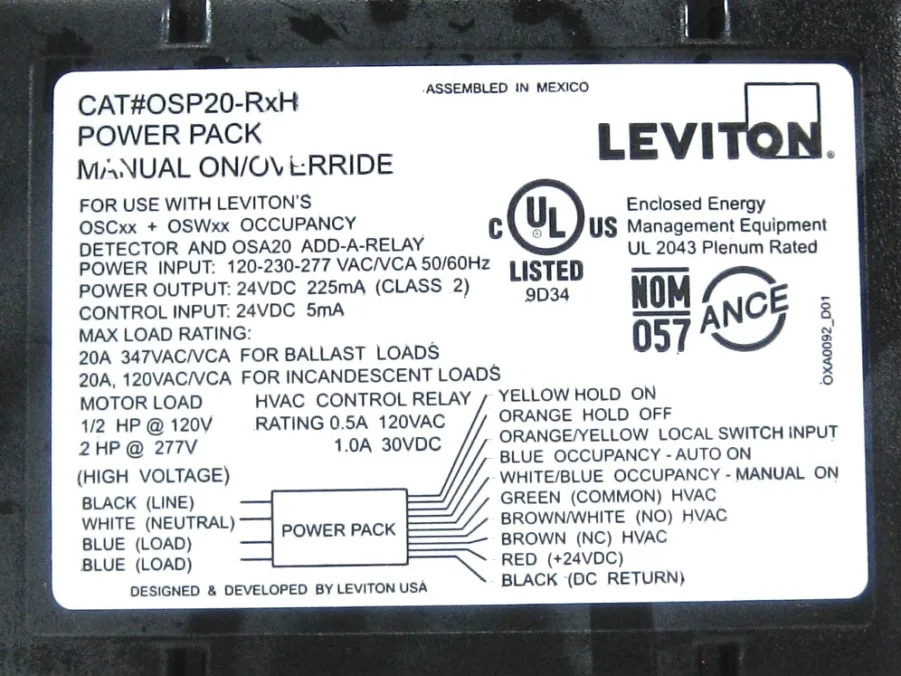 CAT#OSP20-RxH
POWER PACK
MANUAL ON/OVERRIDE
ASSEMBLED IN MEXICO
LEVITON®
FOR USE WITH LEVITON'S
OSCxx + OSWxx OCCUPANCY
DETECTOR AND OSA20 ADD-A-RELAY
POWER INPUT: 120-230-277 VAC/VCA 50/60Hz
POWER OUTPUT: 24VDC 225mA (CLASS 2)
CONTROL INPUT: 24VDC 5mA
MAX LOAD RATING:
20A 347VAC/VCA FOR BALLAST LOADS
20A, 120VAC/VCA FOR INCANDESCENT LOADS
C UL® US
LISTED
9D34
Enclosed Energy
Management Equipment
UL 2043 Plenum Rated
NOM
057
ANCE
OXA0092_D01
MOTOR LOAD
1/2 HP @ 120V
2 HP @ 277V
HVAC CONTROL RELAY
RATING 0.5A 120VAC
1.0A 30VDC
(HIGH VOLTAGE)
BLACK (LINE)
WHITE (NEUTRAL)
BLUE (LOAD)
BLUE (LOAD)
POWER PACK
YELLOW HOLD ON
ORANGE HOLD OFF
ORANGE/YELLOW LOCAL SWITCH INPUT
BLUE OCCUPANCY - AUTO ON
WHITE/BLUE OCCUPANCY - MANUAL ON
GREEN (COMMON) HVAC
BROWN/WHITE (NO) HVAC
BROWN (NC) HVAC
RED (+24VDC)
BLACK (DC RETURN)
DESIGNED & DEVELOPED BY LEVITON USA